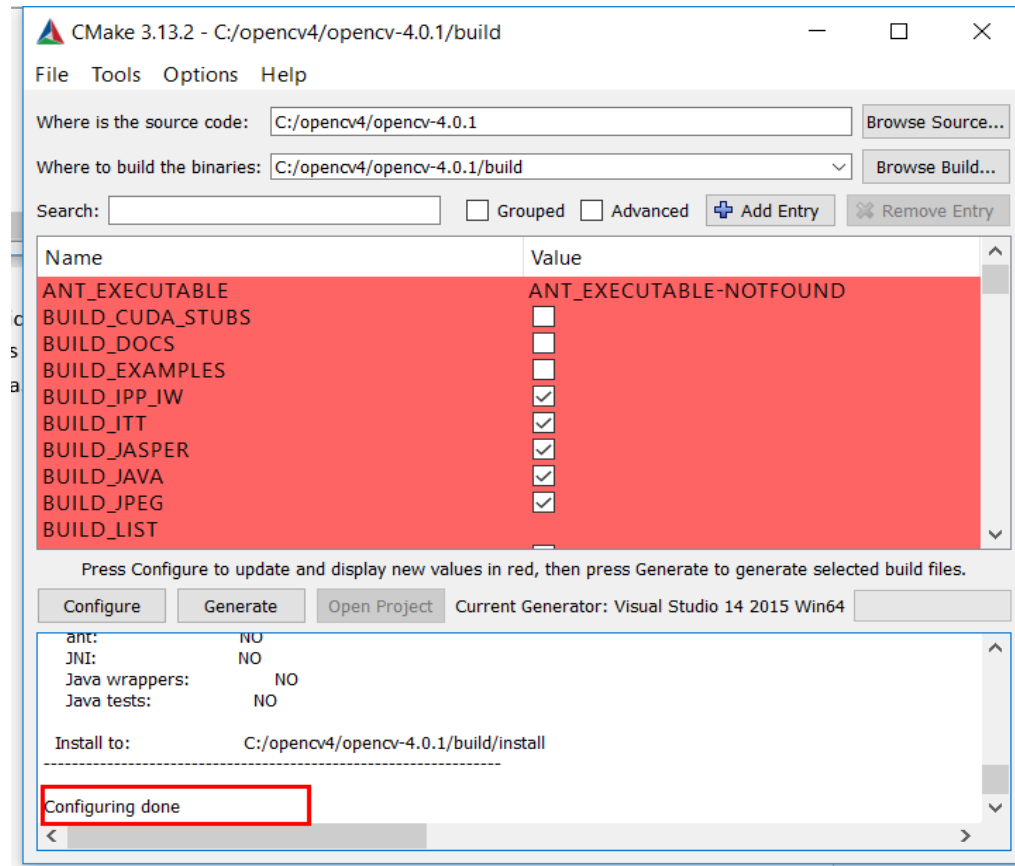 CMake 3.13.2 - C:/opencv4/opencv-4.0.1/build
File Tools Options Help
Where is the source code: C:/opencv4/opencv-4.0.1 Browse Source...
Where to build the binaries: C:/opencv4/opencv-4.0.1/build Browse Build...
Search: Grouped Advanced Add Entry Remove Entry
Name Value
ANT_EXECUTABLE ANT_EXECUTABLE-NOTFOUND
BUILD_CUDA_STUBS
BUILD_DOCS
BUILD_EXAMPLES
BUILD_IPP_IW
BUILD_ITT
BUILD_JASPER
BUILD_JAVA
BUILD_JPEG
BUILD_LIST
Press Configure to update and display new values in red, then press Generate to generate selected build files.
Configure Generate Open Project Current Generator: Visual Studio 14 2015 Win64
ant: NO
JNI: NO
Java wrappers: NO
Java tests: NO
Install to: C:/opencv4/opencv-4.0.1/build/install
-----------------------------------------------------------------
Configuring done